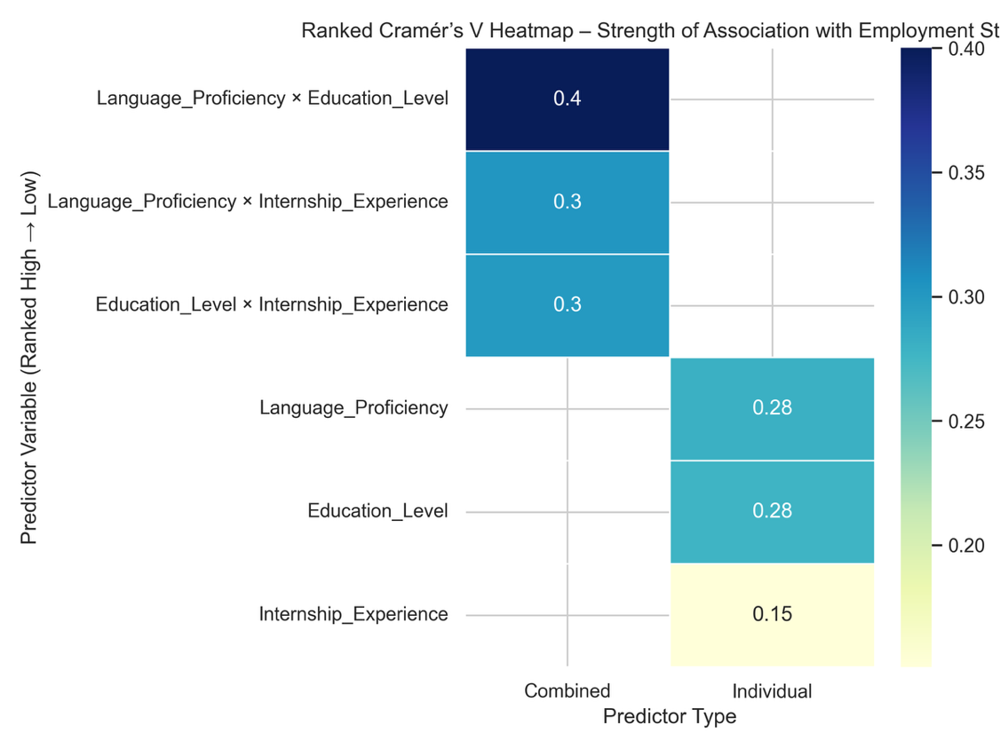 Ranked Cramér’s V Heatmap – Strength of Association with Employment St
Predictor Variable (Ranked High → Low)
Language_Proficiency × Education_Level
0.4
Language_Proficiency × Internship_Experience
0.3
Education_Level × Internship_Experience
0.3
Language_Proficiency
0.28
Education_Level
0.28
Internship_Experience
0.15
Combined
Individual
Predictor Type
0.40
0.35
0.30
0.25
0.20